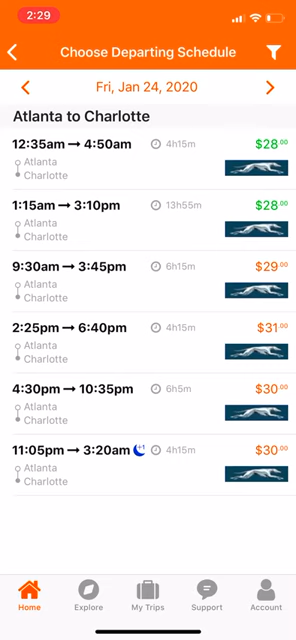 2:29
Choose Departing Schedule
Fri, Jan 24, 2020
Atlanta to Charlotte
12:35am → 4:50am 4h15m $28.00
Atlanta
Charlotte
1:15am → 3:10pm 13h55m $28.00
Atlanta
Charlotte
9:30am → 3:45pm 6h15m $29.00
Atlanta
Charlotte
2:25pm → 6:40pm 4h15m $31.00
Atlanta
Charlotte
4:30pm → 10:35pm 6h5m $30.00
Atlanta
Charlotte
11:05pm → 3:20am +1 4h15m $30.00
Atlanta
Charlotte
Home Explore My Trips Support Account